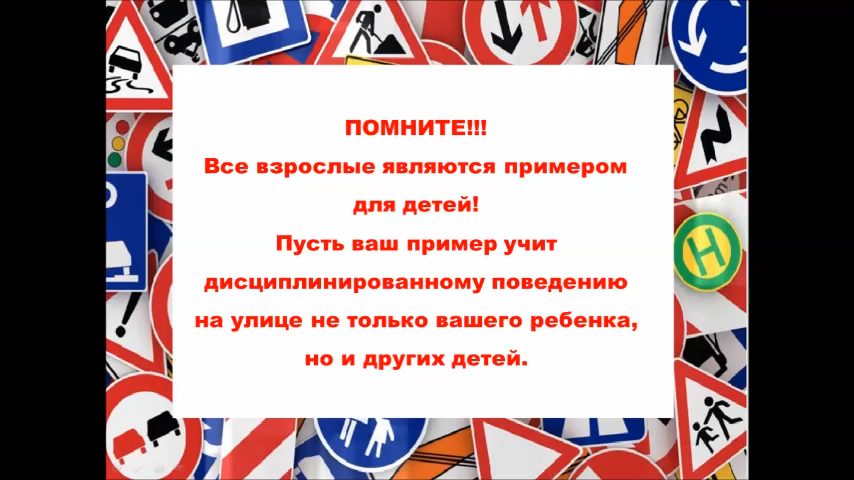 ПОМНИТЕ!!!
Все взрослые являются примером
для детей!
Пусть ваш пример учит
дисциплинированному поведению
на улице не только вашего ребенка,
но и других детей.
H